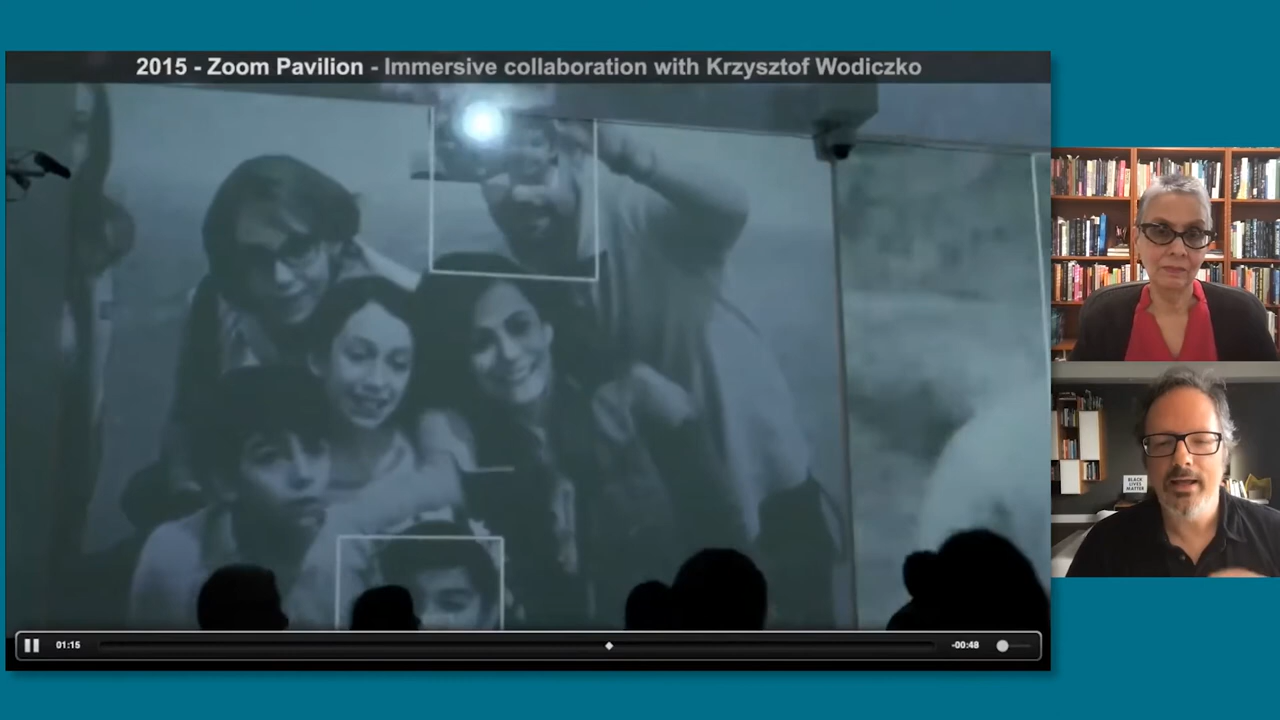 2015 - Zoom Pavilion - Immersive collaboration with Krzysztof Wodiczko
BLACK
LIVES
MATTER
01:15
-00:48